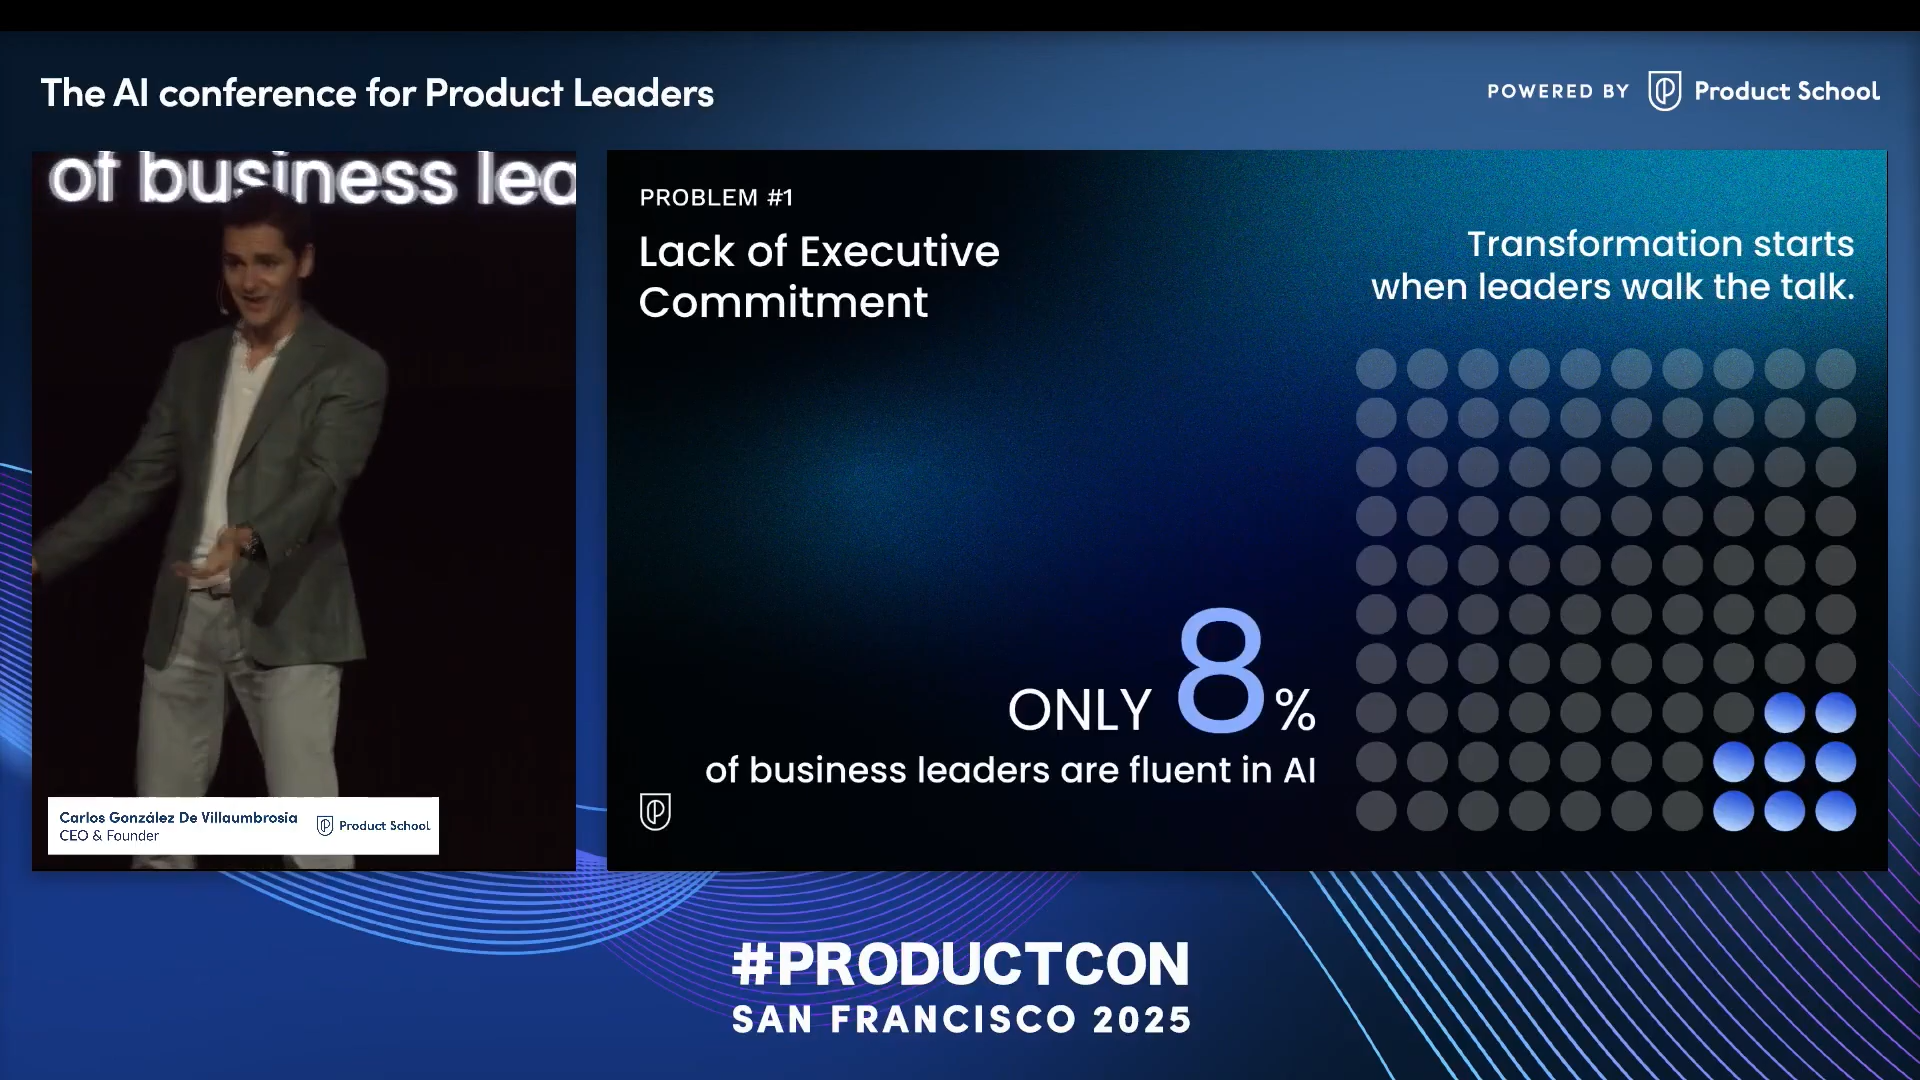 The AI conference for Product Leaders
POWERED BY Product School
of business lea
PROBLEM #1
Lack of Executive
Commitment
Transformation starts
when leaders walk the talk.
ONLY 8%
of business leaders are fluent in AI
Carlos González De Villaumbrosia
CEO & Founder
Product School
#PRODUCTCON
SAN FRANCISCO 2025